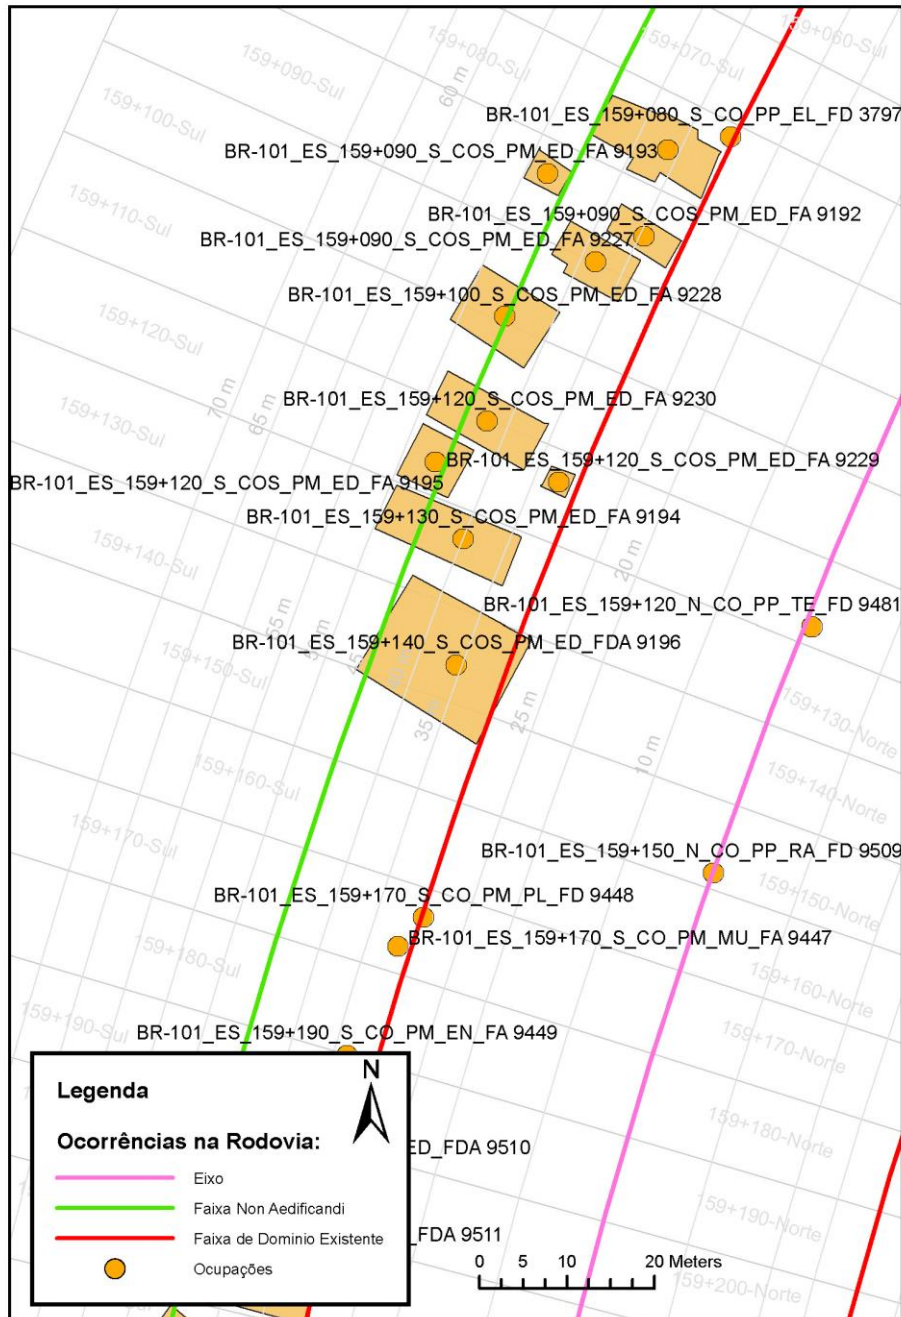 159+060-Sul
159+070-Sul
159+080-Sul
159+090-Sul
60 m
159+100-Sul
BR-101_ES_159+080_S_CO_PP_EL_FD 3797
BR-101_ES_159+090_S_COS_PM_ED_FA 9193
159+110-Sul
BR-101_ES_159+090_S_COS_PM_ED_FA 9192
BR-101_ES_159+090_S_COS_PM_ED_FA 9227
BR-101_ES_159+100_S_COS_PM_ED_FA 9228
159+120-Sul
70 m
65 m
BR-101_ES_159+120_S_COS_PM_ED_FA 9230
159+130-Sul
BR-101_ES_159+120_S_COS_PM_ED_FA 9229
BR-101_ES_159+120_S_COS_PM_ED_FA 9195
BR-101_ES_159+130_S_COS_PM_ED_FA 9194
159+140-Sul
20 m
BR-101_ES_159+120_N_CO_PP_TE_FD 9481
55 m
BR-101_ES_159+140_S_COS_PM_ED_FDA 9196
159+150-Sul
35 m
25 m
159+130-Norte
10 m
159+160-Sul
159+140-Norte
159+170-Sul
BR-101_ES_159+150_N_CO_PP_RA_FD 9509
159+150-Norte
BR-101_ES_159+170_S_CO_PM_PL_FD 9448
BR-101_ES_159+170_S_CO_PM_MU_FA 9447
159+180-Sul
159+160-Norte
159+190-Sul
BR-101_ES_159+190_S_CO_PM_EN_FA 9449
159+170-Norte
N
Legenda
Ocorrências na Rodovia:
159+180-Norte
ED_FDA 9510
Eixo
Faixa Non Aedificandi
159+190-Norte
_FDA 9511
Faixa de Dominio Existente
Ocupações
0 5 10 20 Meters
159+200-Norte